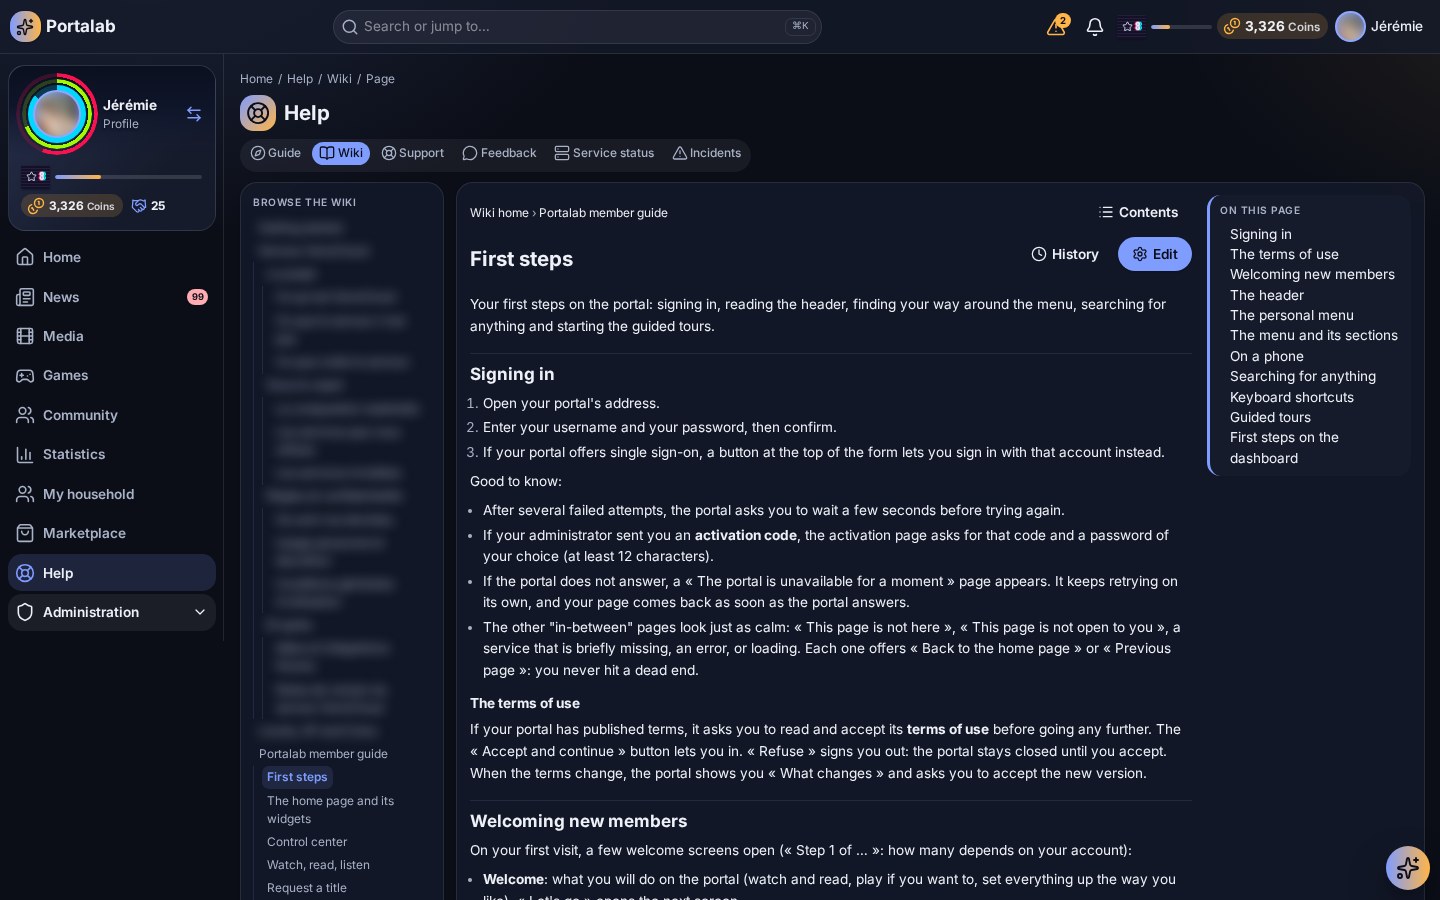 Portalab
Search or jump to...
⌘K
2
3,326 Coins
Jérémie
Jérémie
Profile
3,326 Coins
25
Home
News
99
Media
Games
Community
Statistics
My household
Marketplace
Help
Administration
Home / Help / Wiki / Page
Help
Guide
Wiki
Support
Feedback
Service status
Incidents
BROWSE THE WIKI
Portalab member guide
First steps
The home page and its
widgets
Control center
Watch, read, listen
Request a title
Wiki home › Portalab member guide
Contents
First steps
History
Edit
Your first steps on the portal: signing in, reading the header, finding your way around the menu, searching for
anything and starting the guided tours.
Signing in
1. Open your portal's address.
2. Enter your username and your password, then confirm.
3. If your portal offers single sign-on, a button at the top of the form lets you sign in with that account instead.
Good to know:
• After several failed attempts, the portal asks you to wait a few seconds before trying again.
• If your administrator sent you an activation code, the activation page asks for that code and a password of
your choice (at least 12 characters).
• If the portal does not answer, a « The portal is unavailable for a moment » page appears. It keeps retrying on
its own, and your page comes back as soon as the portal answers.
• The other "in-between" pages look just as calm: « This page is not here », « This page is not open to you », a
service that is briefly missing, an error, or loading. Each one offers « Back to the home page » or « Previous
page »: you never hit a dead end.
The terms of use
If your portal has published terms, it asks you to read and accept its terms of use before going any further. The
« Accept and continue » button lets you in. « Refuse » signs you out: the portal stays closed until you accept.
When the terms change, the portal shows you « What changes » and asks you to accept the new version.
Welcoming new members
On your first visit, a few welcome screens open (« Step 1 of ... »: how many depends on your account):
• Welcome: what you will do on the portal (watch and read, play if you want to, set everything up the way you
like). « Let's go » opens the next screen.
ON THIS PAGE
Signing in
The terms of use
Welcoming new members
The header
The personal menu
The menu and its sections
On a phone
Searching for anything
Keyboard shortcuts
Guided tours
First steps on the
dashboard